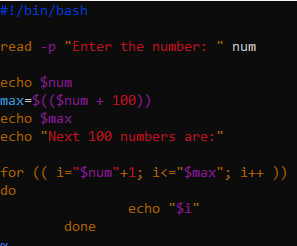 #!/bin/bash
read -p "Enter the number: " num
echo $num
max=$(($num + 100))
echo $max
echo "Next 100 numbers are:"
for (( i="$num"+1; i<="$max"; i++ ))
do
echo "$i"
done
~